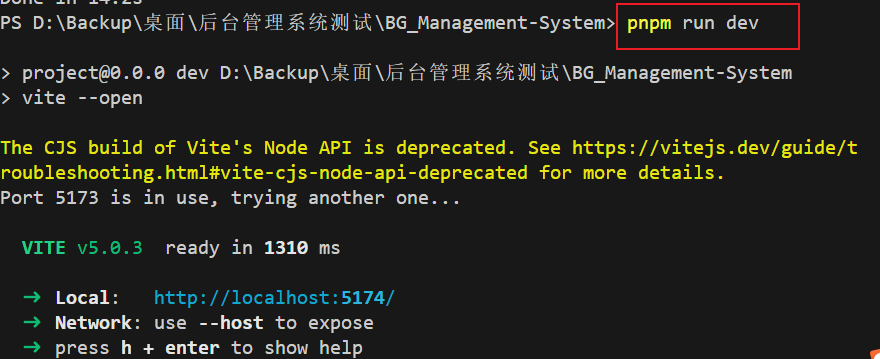 Done in 14.2s
PS D:\Backup\桌面\后台管理系统测试\BG_Management-System> pnpm run dev
> project@0.0.0 dev D:\Backup\桌面\后台管理系统测试\BG_Management-System
> vite --open
The CJS build of Vite's Node API is deprecated. See https://vitejs.dev/guide/t
roubleshooting.html#vite-cjs-node-api-deprecated for more details.
Port 5173 is in use, trying another one...
VITE v5.0.3 ready in 1310 ms
➜ Local: http://localhost:5174/
➜ Network: use --host to expose
➜ press h + enter to show help